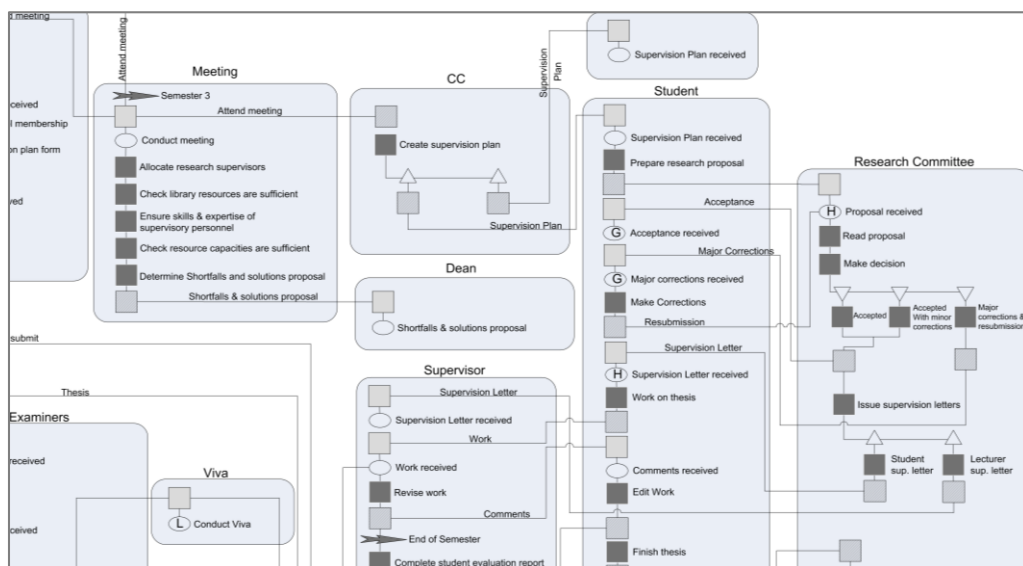 d meeting
Attend meeting
ceived
l membership
on plan form
ved
Meeting
Semester 3
Attend meeting
Conduct meeting
Allocate research supervisors
Check library resources are sufficient
Ensure skills & expertise of
supervisory personnel
Check resource capacities are sufficient
Determine Shortfalls and solutions proposal
Shortfalls & solutions proposal
CC
Create supervision plan
Supervision Plan
Supervision
Plan
Supervision Plan received
Dean
Shortfalls & solutions proposal
Student
Supervision Plan received
Prepare research proposal
Acceptance
G
Acceptance received
Major Corrections
G
Major corrections received
Make Corrections
Resubmission
Supervision Letter
H
Supervision Letter received
Work on thesis
Comments received
Edit Work
Finish thesis
Research Committee
H
Proposal received
Read proposal
Make decision
Accepted
Accepted
With minor
corrections
Major
corrections &
resubmission
Issue supervision letters
Student
sup. letter
Lecturer
sup. letter
Supervisor
Supervision Letter
Supervision Letter received
Work
Work received
Revise work
Comments
End of Semester
Complete student evaluation report
submit
Thesis
Examiners
received
ceived
Viva
L
Conduct Viva